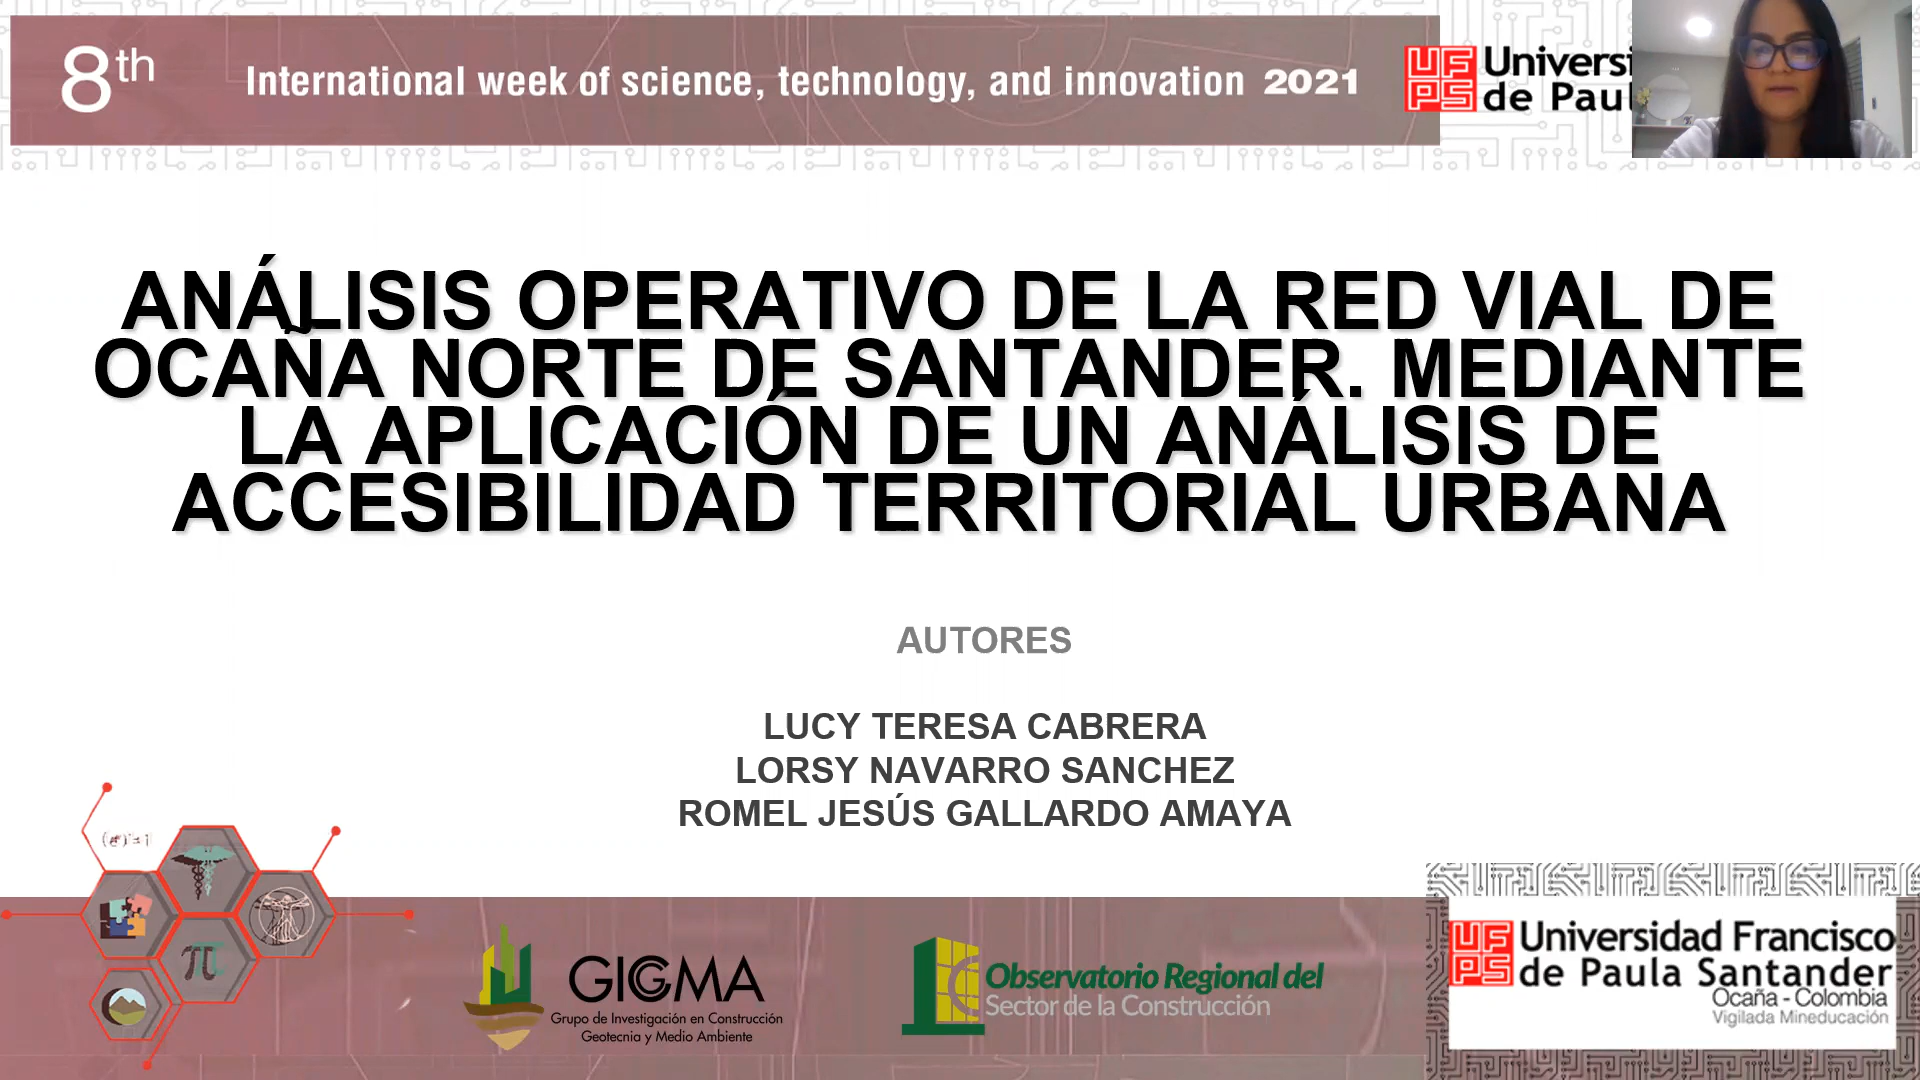 8th
International week of science, technology, and innovation 2021
UFPS
Universi
de Paul
ANÁLISIS OPERATIVO DE LA RED VIAL DE
OCAÑA NORTE DE SANTANDER. MEDIANTE
LA APLICACIÓN DE UN ANÁLISIS DE
ACCESIBILIDAD TERRITORIAL URBANA
AUTORES
LUCY TERESA CABRERA
LORSY NAVARRO SANCHEZ
ROMEL JESÚS GALLARDO AMAYA
π
GIGMA
Grupo de Investigación en Construcción
Geotecnia y Medio Ambiente
Observatorio Regional del
Sector de la Construcción
UFPS
Universidad Francisco
de Paula Santander
Ocaña - Colombia
Vigilada Mineducación